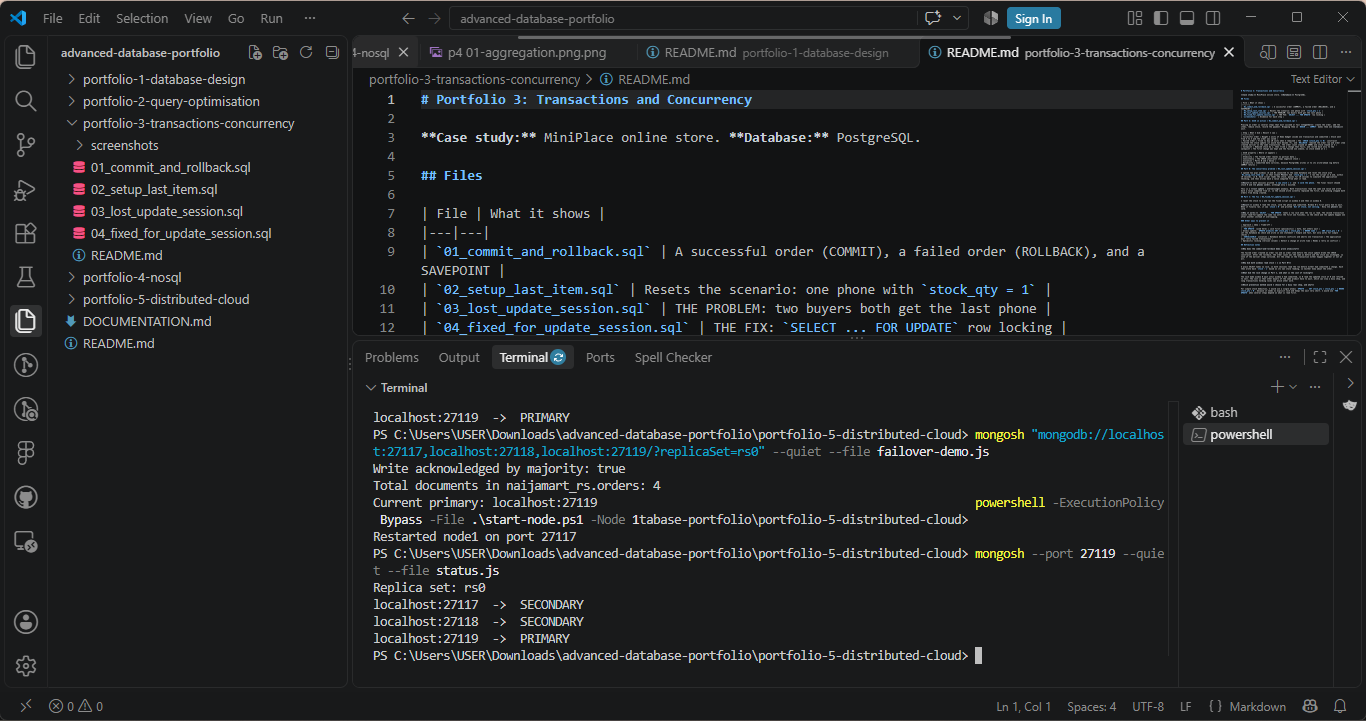 File Edit Selection View Go Run ··· advanced-database-portfolio Sign In
advanced-database-portfolio
portfolio-1-database-design
portfolio-2-query-optimisation
portfolio-3-transactions-concurrency
screenshots
01_commit_and_rollback.sql
02_setup_last_item.sql
03_lost_update_session.sql
04_fixed_for_update_session.sql
README.md
portfolio-4-nosql
portfolio-5-distributed-cloud
DOCUMENTATION.md
README.md
4-nosql p4 01-aggregation.png.png README.md portfolio-1-database-design README.md portfolio-3-transactions-concurrency
portfolio-3-transactions-concurrency > README.md Text Editor
1 # Portfolio 3: Transactions and Concurrency
2
3 **Case study:** MiniPlace online store. **Database:** PostgreSQL.
4
5 ## Files
6
7 | File | What it shows |
8 |---|---|
9 | `01_commit_and_rollback.sql` | A successful order (COMMIT), a failed order (ROLLBACK), and a
SAVEPOINT |
10 | `02_setup_last_item.sql` | Resets the scenario: one phone with `stock_qty = 1` |
11 | `03_lost_update_session.sql` | THE PROBLEM: two buyers both get the last phone |
12 | `04_fixed_for_update_session.sql` | THE FIX: `SELECT ... FOR UPDATE` row locking |
Problems Output Terminal Ports Spell Checker
Terminal
localhost:27119 -> PRIMARY
PS C:\Users\USER\Downloads\advanced-database-portfolio\portfolio-5-distributed-cloud> mongosh "mongodb://localhos
t:27117,localhost:27118,localhost:27119/?replicaSet=rs0" --quiet --file failover-demo.js
Write acknowledged by majority: true
Total documents in naijamart_rs.orders: 4
Current primary: localhost:27119 powershell -ExecutionPolicy
Bypass -File .\start-node.ps1 -Node 1tabase-portfolio\portfolio-5-distributed-cloud>
Restarted node1 on port 27117
PS C:\Users\USER\Downloads\advanced-database-portfolio\portfolio-5-distributed-cloud> mongosh --port 27119 --quie
t --file status.js
Replica set: rs0
localhost:27117 -> SECONDARY
localhost:27118 -> SECONDARY
localhost:27119 -> PRIMARY
PS C:\Users\USER\Downloads\advanced-database-portfolio\portfolio-5-distributed-cloud>
bash
powershell
0 0 Ln 1, Col 1 Spaces: 4 UTF-8 LF {} Markdown